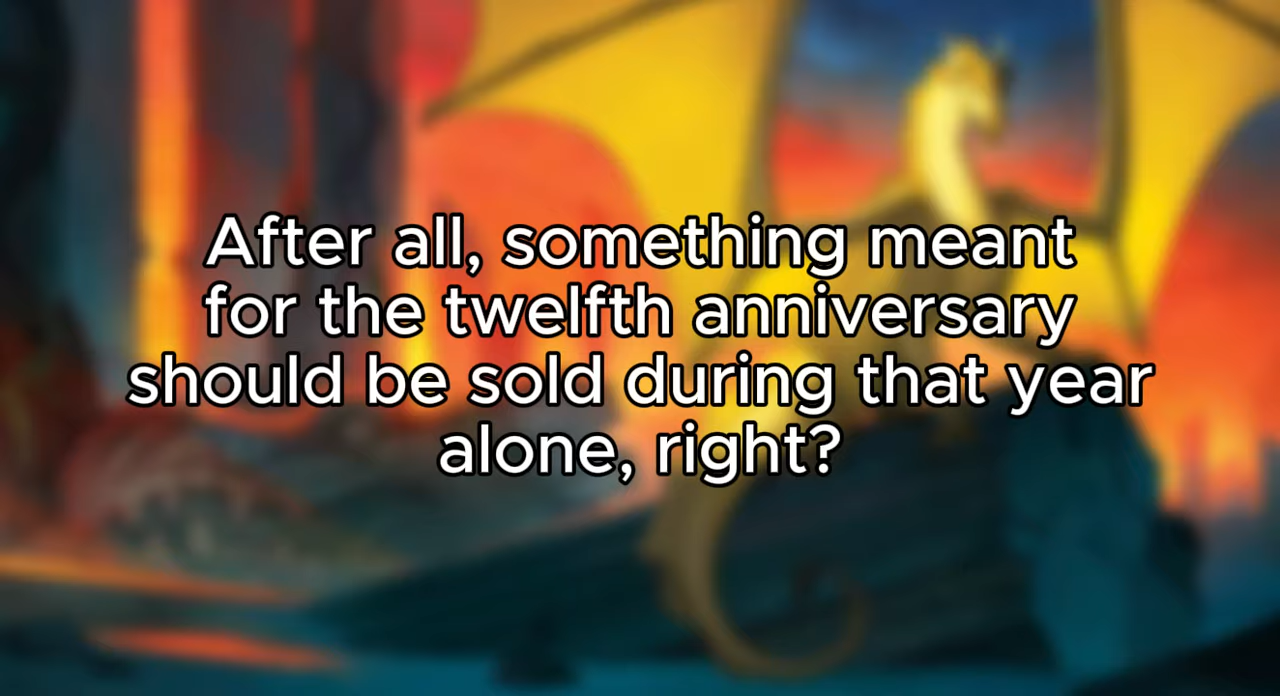 After all, something meant
for the twelfth anniversary
should be sold during that year
alone, right?